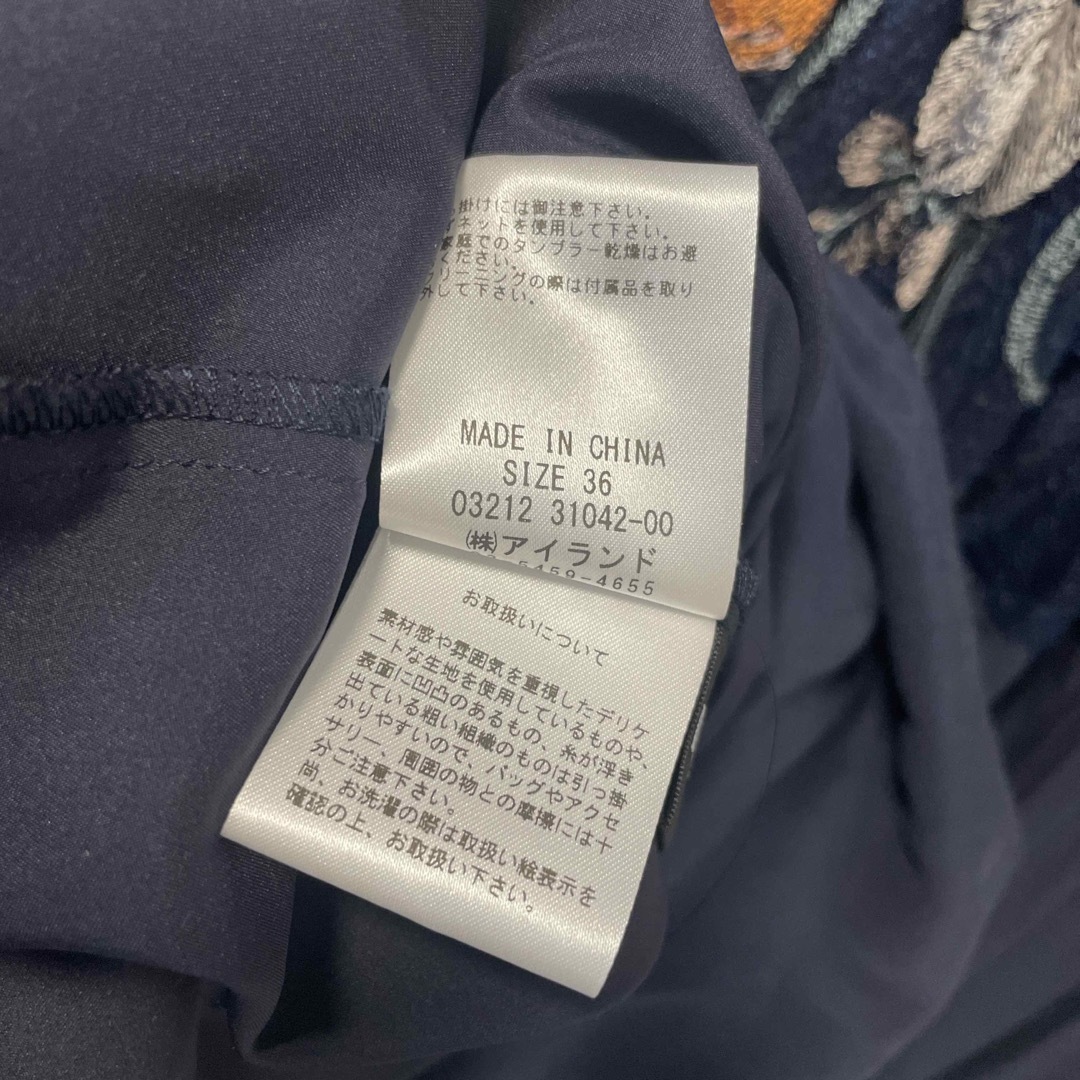 掛けには御注意下さい。
ネットを使用して下さい。
家庭でのタンブラー乾燥はお避
ください。
リーニングの際は付属品を取り
外して下さい。
MADE IN CHINA
SIZE 36
03212 31042-00
㈱アイランド
5459-4655
お取扱いについて
素材感や雰囲気を重視したデリケ
ートな生地を使用しているものや、
表面に凹凸のあるもの、糸が浮き
出ている粗い組織のものは引っ掛
かりやすいので、バッグやアクセ
サリー、周囲の物との摩擦には十
分ご注意下さい。
尚、お洗濯の際は取扱い絵表示を
確認の上、お取扱い下さい。